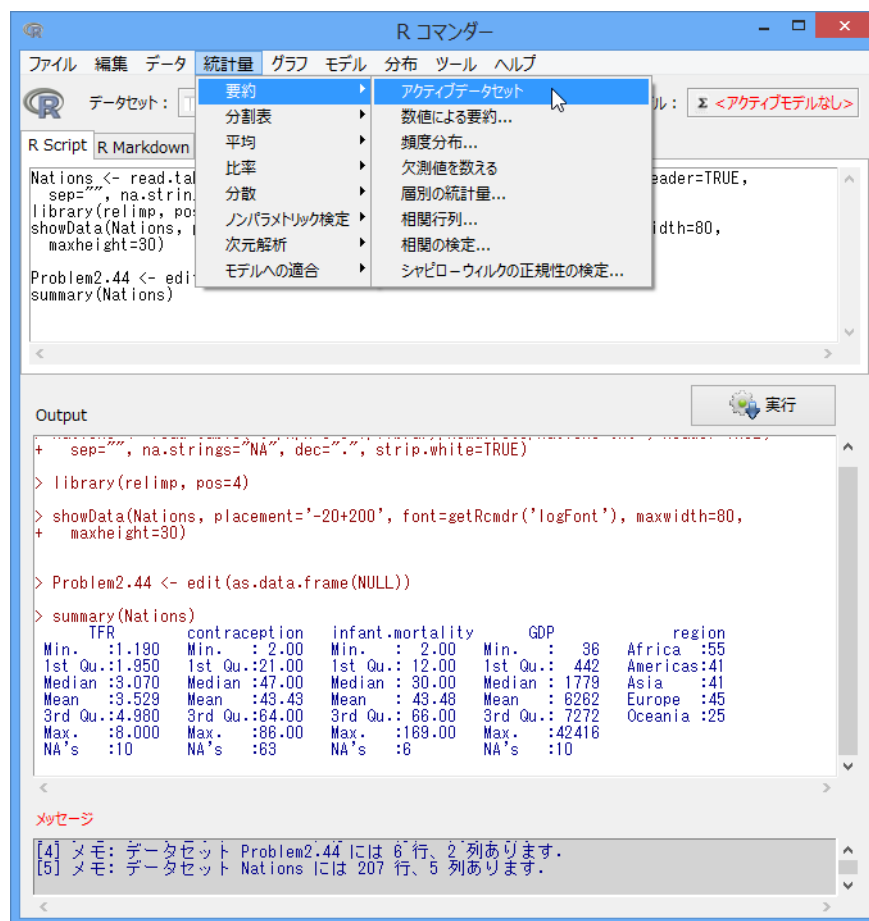 R コマンダー
ファイル 編集 データ 統計量 グラフ モデル 分布 ツール ヘルプ
データセット:
ル: Σ <アクティブモデルなし>
要約
分割表
平均
比率
分散
ノンパラメトリック検定
次元解析
モデルへの適合
アクティブデータセット
数値による要約...
頻度分布...
欠測値を数える
層別の統計量...
相関行列...
相関の検定...
シャピロ－ウィルクの正規性の検定...
R Script R Markdown
Nations <- read.tal eader=TRUE,
sep="", na.strin
library(relimp, po
showData(Nations, idth=80,
maxheight=30)
Problem2.44 <- edi
summary(Nations)
実行
Output
+ sep="", na.strings="NA", dec=".", strip.white=TRUE)
> library(relimp, pos=4)
> showData(Nations, placement='-20+200', font=getRcmdr('logFont'), maxwidth=80,
+ maxheight=30)
> Problem2.44 <- edit(as.data.frame(NULL))
> summary(Nations)
TFR contraception infant.mortality GDP region
Min. :1.190 Min. : 2.00 Min. : 2.00 Min. : 36 Africa :55
1st Qu.:1.950 1st Qu.:21.00 1st Qu.: 12.00 1st Qu.: 442 Americas:41
Median :3.070 Median :47.00 Median : 30.00 Median : 1779 Asia :41
Mean :3.529 Mean :43.43 Mean : 43.48 Mean : 6262 Europe :45
3rd Qu.:4.980 3rd Qu.:64.00 3rd Qu.: 66.00 3rd Qu.: 7272 Oceania :25
Max. :8.000 Max. :86.00 Max. :169.00 Max. :42416
NA's :10 NA's :63 NA's :6 NA's :10
メッセージ
[4] メモ: データセット Problem2.44 には 6 行、2 列あります.
[5] メモ: データセット Nations には 207 行、5 列あります.